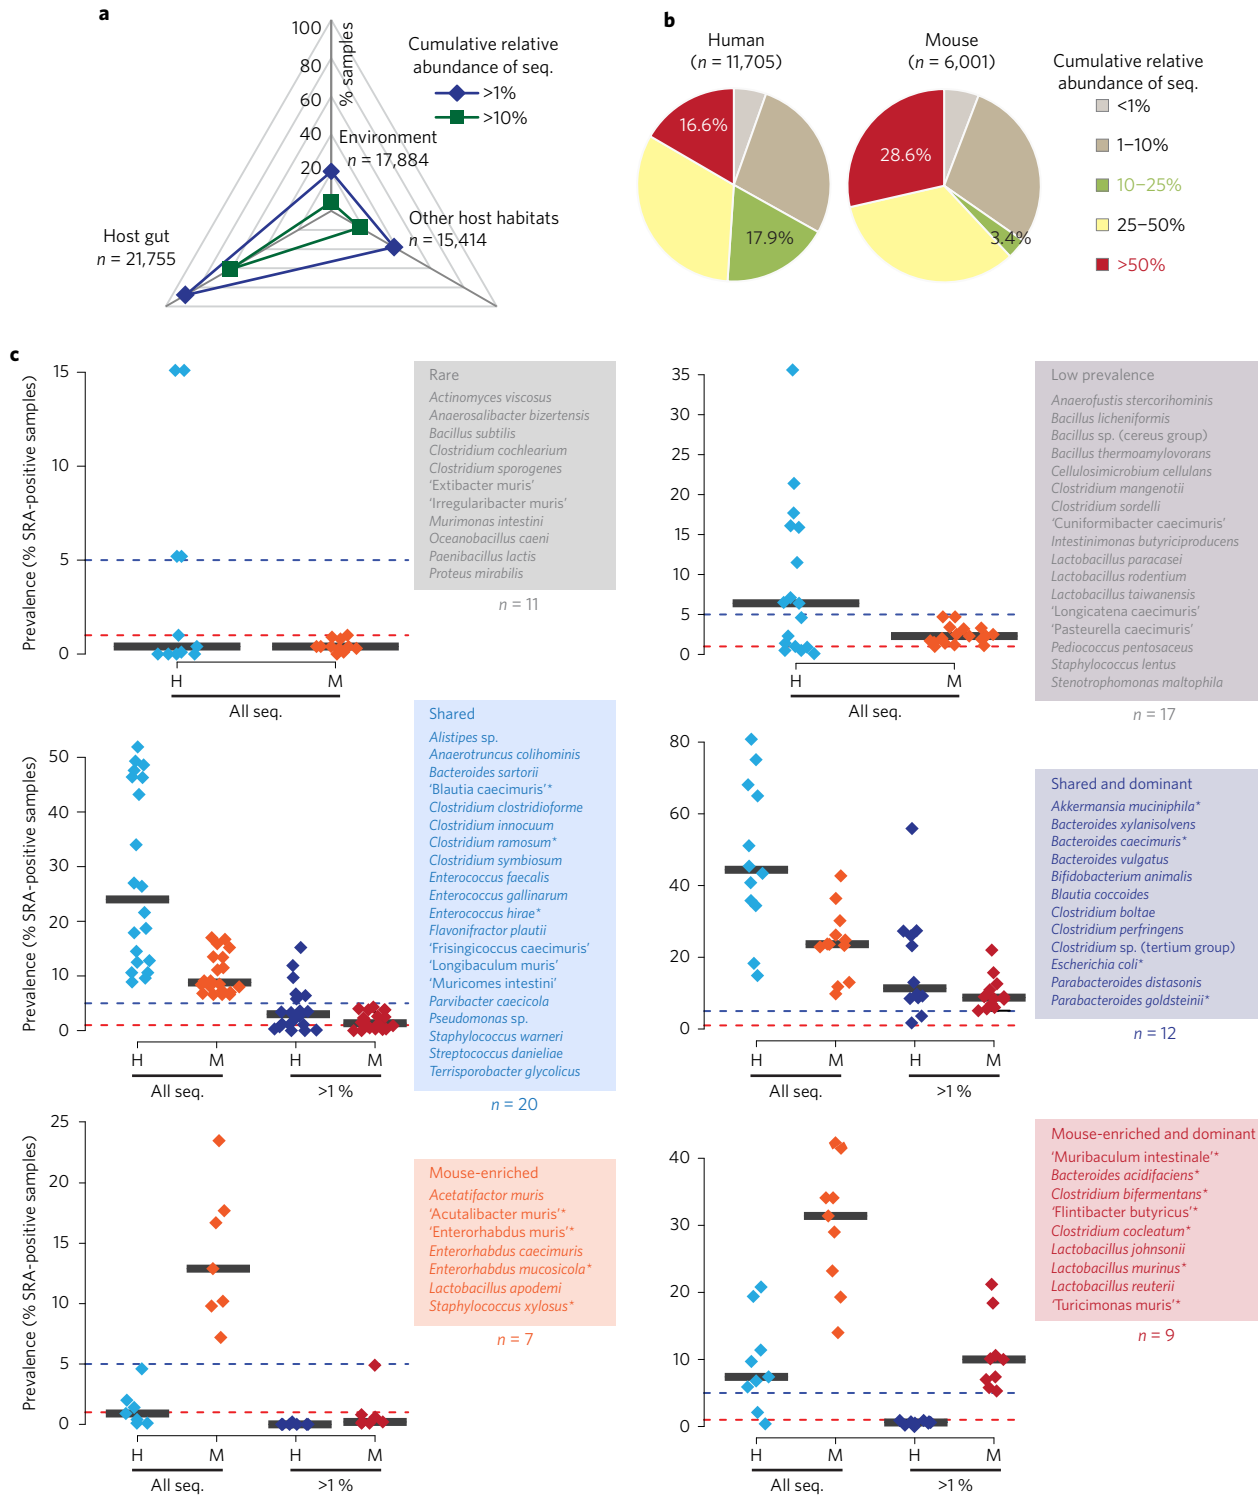 a
100
80
60
40
20
% samples
Cumulative relative
abundance of seq.
>1%
>10%
Environment
n = 17,884
Other host habitats
n = 15,414
Host gut
n = 21,755
b
Human
(n = 11,705)
Mouse
(n = 6,001)
16.6%
17.9%
28.6%
3.4%
Cumulative relative
abundance of seq.
<1%
1–10%
10–25%
25–50%
>50%
c
Prevalence (% SRA-positive samples)
15
10
5
0
H
M
All seq.
Rare
Actinomyces viscosus
Anaerosalibacter bizertensis
Bacillus subtilis
Clostridium cochlearium
Clostridium sporogenes
‘Extibacter muris’
‘Irregularibacter muris’
Murimonas intestini
Oceanobacillus caeni
Paenibacillus lactis
Proteus mirabilis
n = 11
35
30
25
20
15
10
5
0
H
M
All seq.
Low prevalence
Anaerofustis stercorihominis
Bacillus licheniformis
Bacillus sp. (cereus group)
Bacillus thermoamylovorans
Cellulosimicrobium cellulans
Clostridium mangenotii
Clostridium sordelli
‘Cuniformibacter caecimuris’
Intestinimonas butyriciproducens
Lactobacillus paracasei
Lactobacillus rodentium
Lactobacillus taiwanensis
‘Longicatena caecimuris’
‘Pasteurella caecimuris’
Pediococcus pentosaceus
Staphylococcus lentus
Stenotrophomonas maltophila
n = 17
Prevalence (% SRA-positive samples)
50
40
30
20
10
0
H
M
H
M
All seq.
>1 %
Shared
Alistipes sp.
Anaerotruncus colihominis
Bacteroides sartorii
‘Blautia caecimuris’*
Clostridium clostridioforme
Clostridium innocuum
Clostridium ramosum*
Clostridium symbiosum
Enterococcus faecalis
Enterococcus gallinarum
Enterococcus hirae*
Flavonifractor plautii
‘Frisingicoccus caecimuris’
‘Longibaculum muris’
‘Muricomes intestini’
Parvibacter caecicola
Pseudomonas sp.
Staphylococcus warneri
Streptococcus danieliae
Terrisporobacter glycolicus
n = 20
80
60
40
20
0
H
M
H
M
All seq.
>1 %
Shared and dominant
Akkermansia muciniphila*
Bacteroides xylanisolvens
Bacteroides caecimuris*
Bacteroides vulgatus
Bifidobacterium animalis
Blautia coccoides
Clostridium boltae
Clostridium perfringens
Clostridium sp. (tertium group)
Escherichia coli*
Parabacteroides distasonis
Parabacteroides goldsteinii*
n = 12
Prevalence (% SRA-positive samples)
25
20
15
10
5
0
H
M
H
M
All seq.
>1 %
Mouse-enriched
Acetatifactor muris
‘Acutalibacter muris’*
‘Enterorhabdus muris’*
Enterorhabdus caecimuris
Enterorhabdus mucosicola*
Lactobacillus apodemi
Staphylococcus xylosus*
n = 7
40
30
20
10
0
H
M
H
M
All seq.
>1 %
Mouse-enriched and dominant
‘Muribaculum intestinale’*
Bacteroides acidifaciens*
Clostridium bifermentans*
‘Flintibacter butyricus’*
Clostridium cocleatum*
Lactobacillus johnsonii
Lactobacillus murinus*
Lactobacillus reuterii
‘Turicimonas muris’*
n = 9